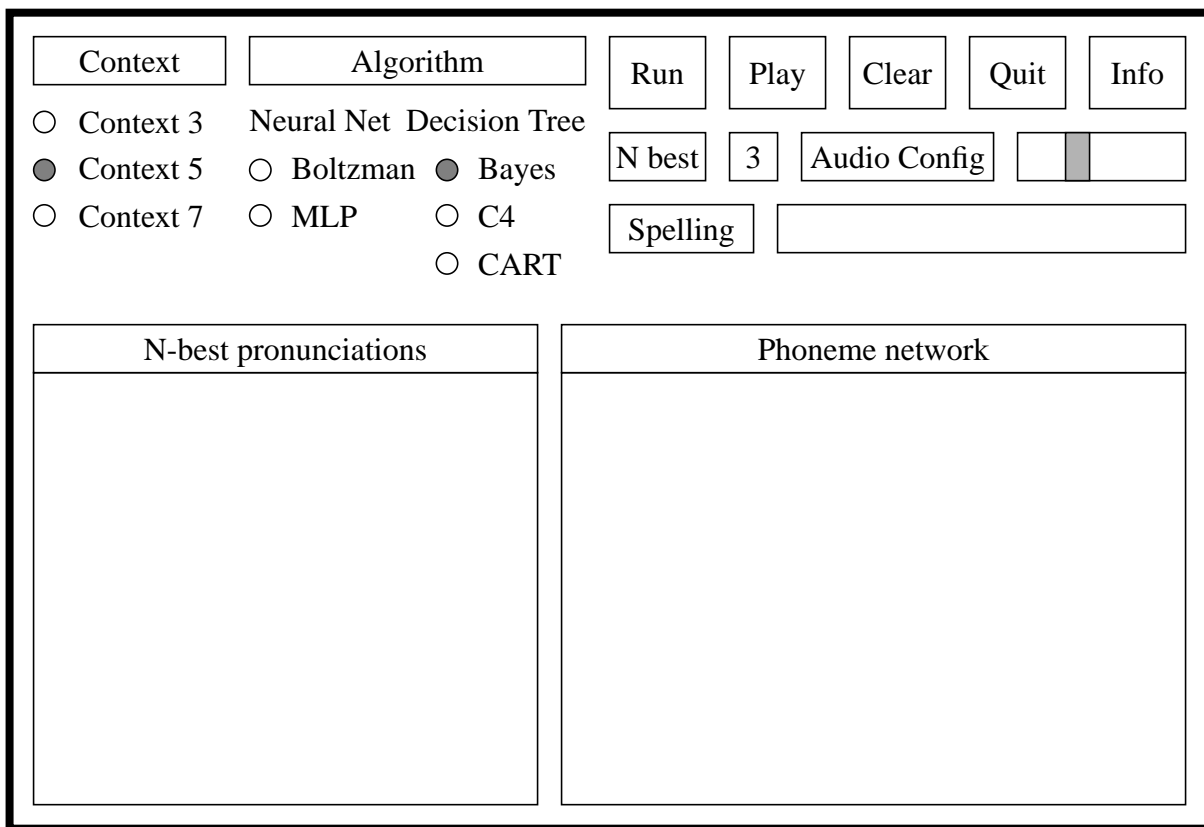 Context
Algorithm
Run
Play
Clear
Quit
Info
Context 3
Neural Net
Decision Tree
Context 5
Boltzman
Bayes
N best
3
Audio Config
Context 7
MLP
C4
Spelling
CART
N-best pronunciations
Phoneme network